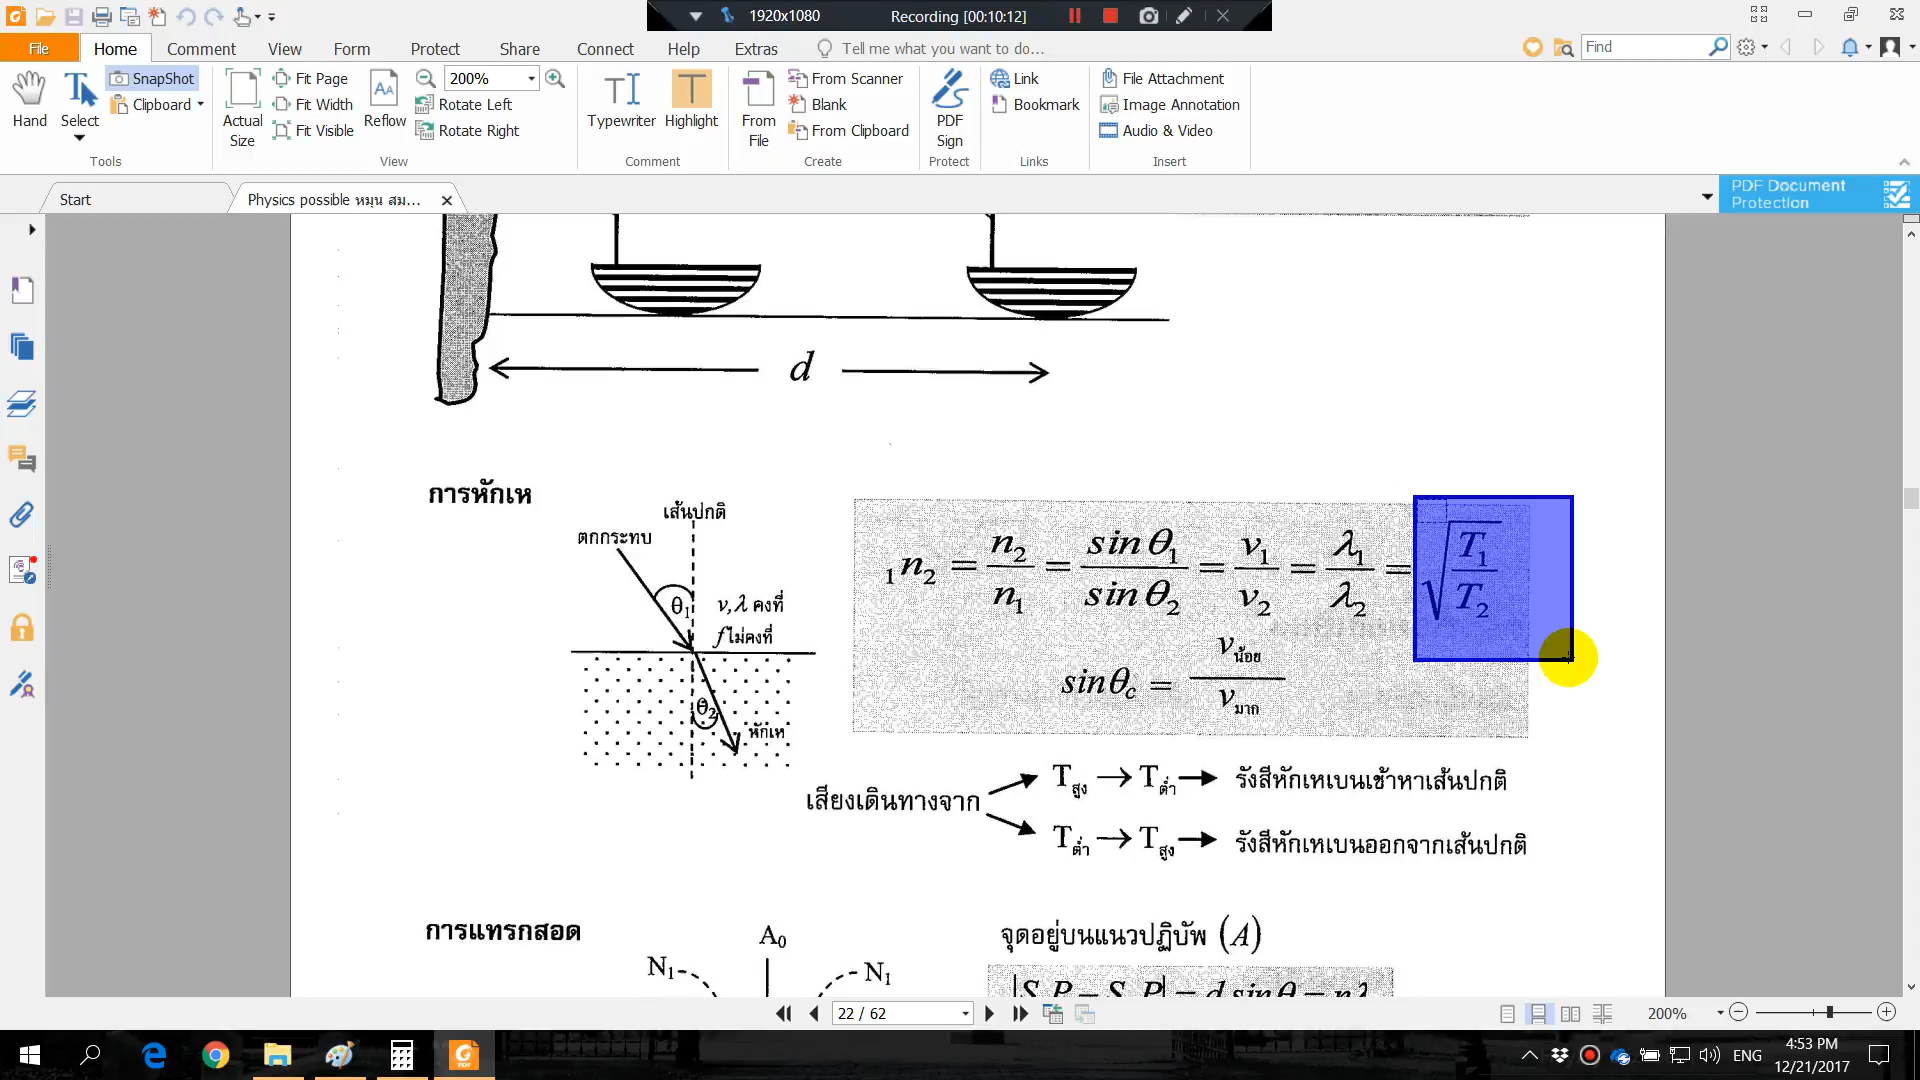 1920x1080
Recording [00:10:12]
File
Home
Comment
View
Form
Protect
Share
Connect
Help
Extras
Tell me what you want to do...
Find
Hand
Select
SnapShot
Clipboard
Tools
Actual Size
Fit Page
Fit Width
Fit Visible
Reflow
200%
Rotate Left
Rotate Right
View
Typewriter
Highlight
Comment
From File
From Scanner
Blank
From Clipboard
Create
PDF Sign
Protect
Link
Bookmark
Links
File Attachment
Image Annotation
Audio & Video
Insert
Start
Physics possible หมุน สม...
PDF Document Protection
d
การหักเห
เส้นปกติ
ตกกระทบ
θ₁
v, λ คงที่
f ไม่คงที่
θ₂
หักเห
₁n₂ = n₂/n₁ = sin θ₁/sin θ₂ = v₁/v₂ = λ₁/λ₂ = √(T₁/T₂)
sin θc = vน้อย/vมาก
เสียงเดินทางจาก
Tสูง → Tต่ำ → รังสีหักเหเบนเข้าหาเส้นปกติ
Tต่ำ → Tสูง → รังสีหักเหเบนออกจากเส้นปกติ
การแทรกสอด
A₀
N₁
N₁
จุดอยู่บนแนวปฏิบัพ (A)
22 / 62
200%
ENG
4:53 PM
12/21/2017